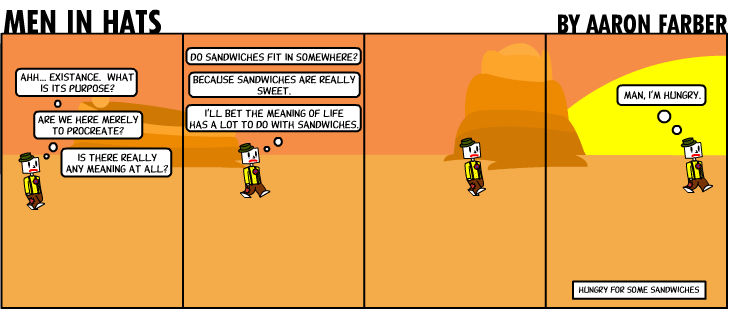 MEN IN HATS
BY AARON FARBER
AHH... EXISTANCE. WHAT
IS ITS PURPOSE?
ARE WE HERE MERELY
TO PROCREATE?
IS THERE REALLY
ANY MEANING AT ALL?
DO SANDWICHES FIT IN SOMEWHERE?
BECAUSE SANDWICHES ARE REALLY
SWEET.
I'LL BET THE MEANING OF LIFE
HAS A LOT TO DO WITH SANDWICHES.
MAN, I'M HUNGRY.
HUNGRY FOR SOME SANDWICHES